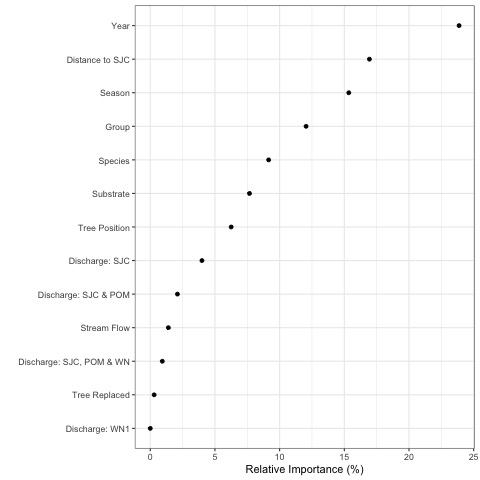 Year
Distance to SJC
Season
Group
Species
Substrate
Tree Position
Discharge: SJC
Discharge: SJC & POM
Stream Flow
Discharge: SJC, POM & WN
Tree Replaced
Discharge: WN1
0 5 10 15 20 25
Relative Importance (%)